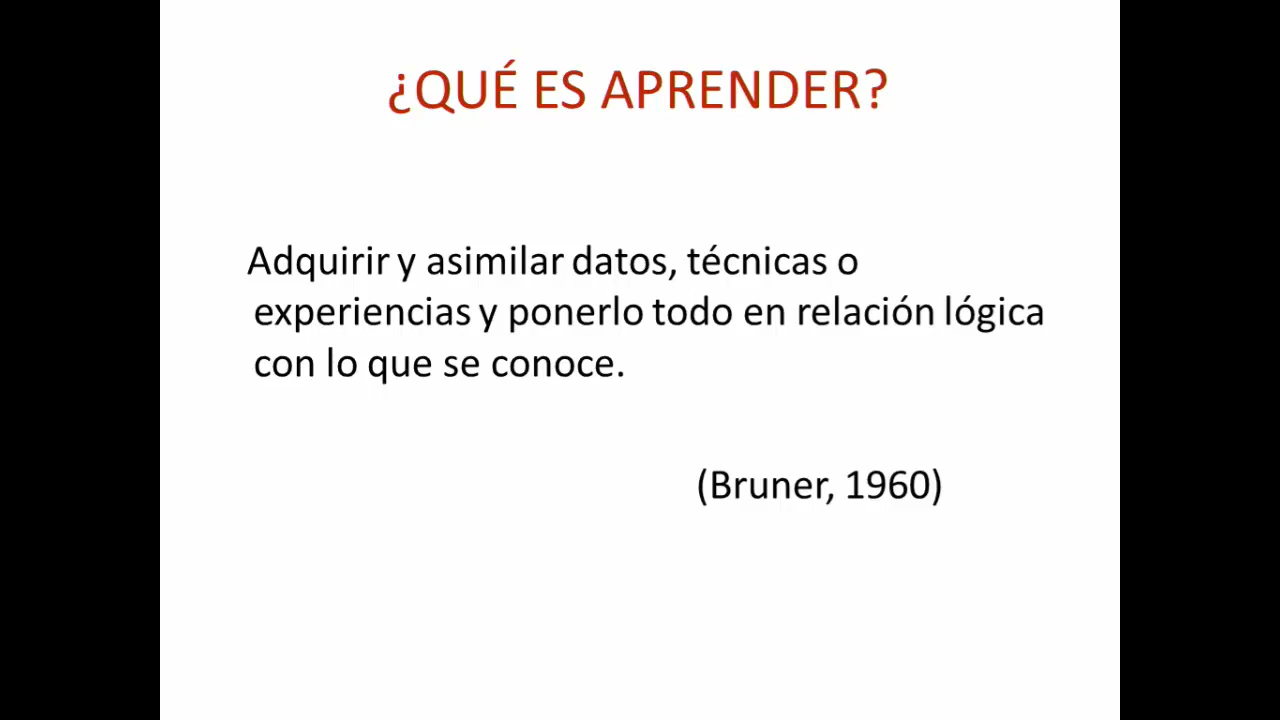 ¿QUÉ ES APRENDER?
Adquirir y asimilar datos, técnicas o
experiencias y ponerlo todo en relación lógica
con lo que se conoce.
(Bruner, 1960)